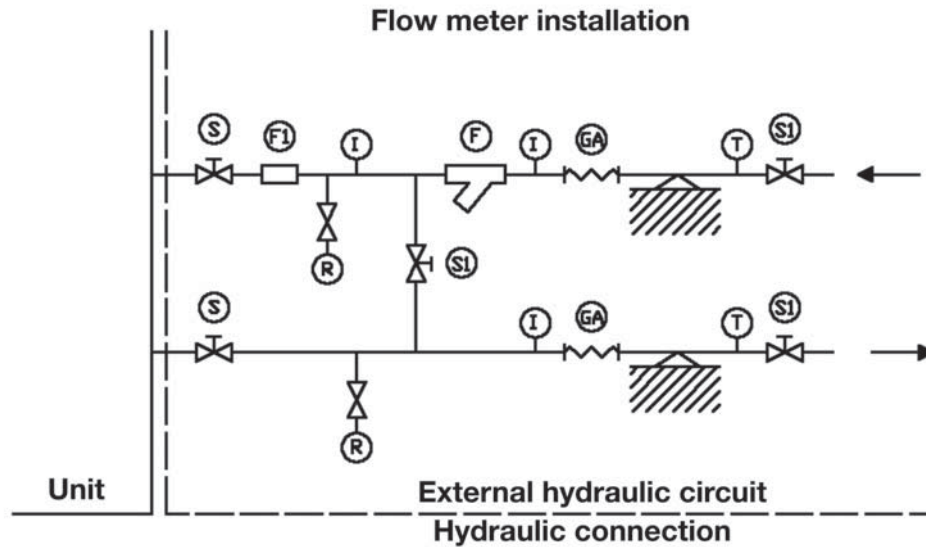 Flow meter installation
S F1 I F I GA T S1
R S1
S I GA T S1
R
Unit
External hydraulic circuit
Hydraulic connection